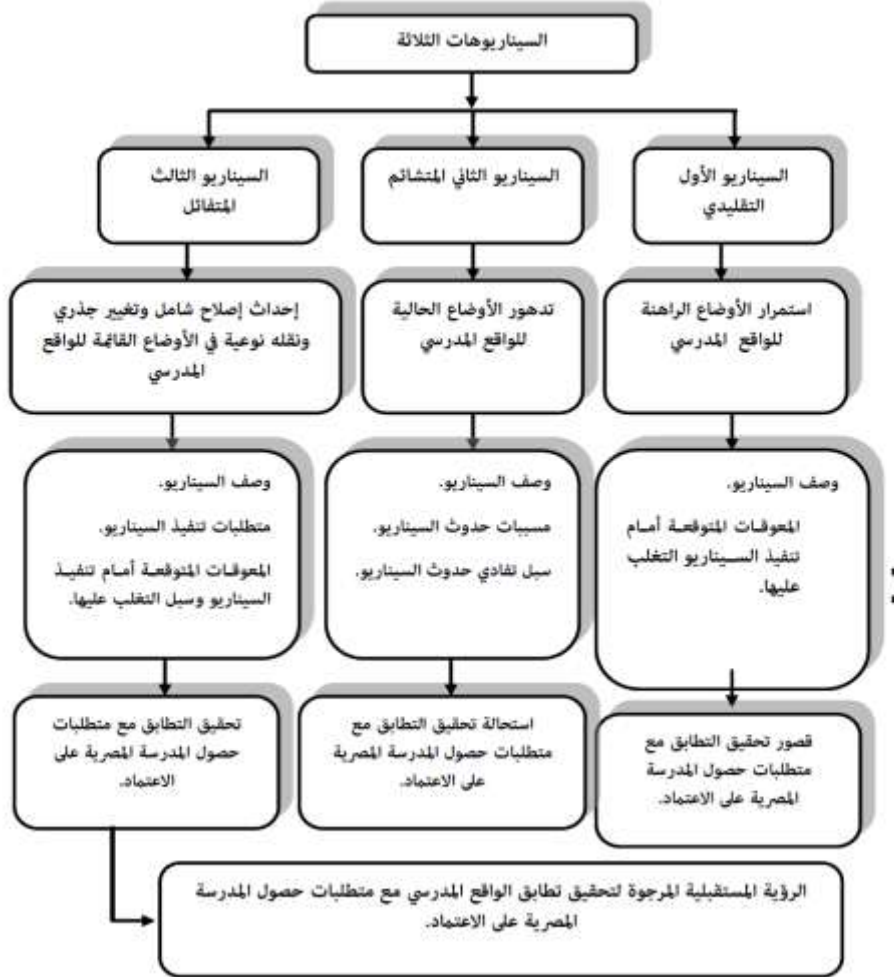 السيناريوهات الثلاثة
السيناريو الأول
التقليدي
السيناريو الثاني المتشائم
السيناريو الثالث
المتفائل
استمرار الأوضاع الراهنة
للواقع المدرسي
تدهور الأوضاع الحالية
للواقع المدرسي
إحداث إصلاح شامل وتغيير جذري
ونقله نوعية في الأوضاع القائمة للواقع
المدرسي
وصف السيناريو.
المعوقات المتوقعة أمام
تنفيذ السيناريو التغلب
عليها.
وصف السيناريو.
مسببات حدوث السيناريو.
سبل تفادي حدوث السيناريو.
وصف السيناريو.
متطلبات تنفيذ السيناريو.
المعوقات المتوقعة أمام تنفيذ
السيناريو وسبل التغلب عليها.
قصور تحقيق التطابق مع
متطلبات حصول المدرسة
المصرية على الاعتماد.
استحالة تحقيق التطابق مع
متطلبات حصول المدرسة المصرية
على الاعتماد.
تحقيق التطابق مع متطلبات
حصول المدرسة المصرية على
الاعتماد.
الرؤية المستقبلية المرجوة لتحقيق تطابق الواقع المدرسي مع متطلبات حصول المدرسة
المصرية على الاعتماد.